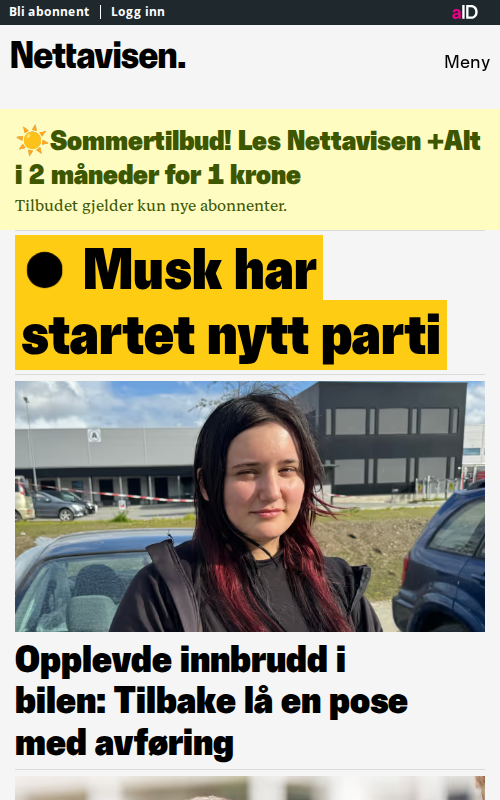 Bli abonnent | Logg inn
aID
Nettavisen.
Meny
☀️Sommertilbud! Les Nettavisen +Alt
i 2 måneder for 1 krone
Tilbudet gjelder kun nye abonnenter.
● Musk har
startet nytt parti
A
Opplevde innbrudd i
bilen: Tilbake lå en pose
med avføring